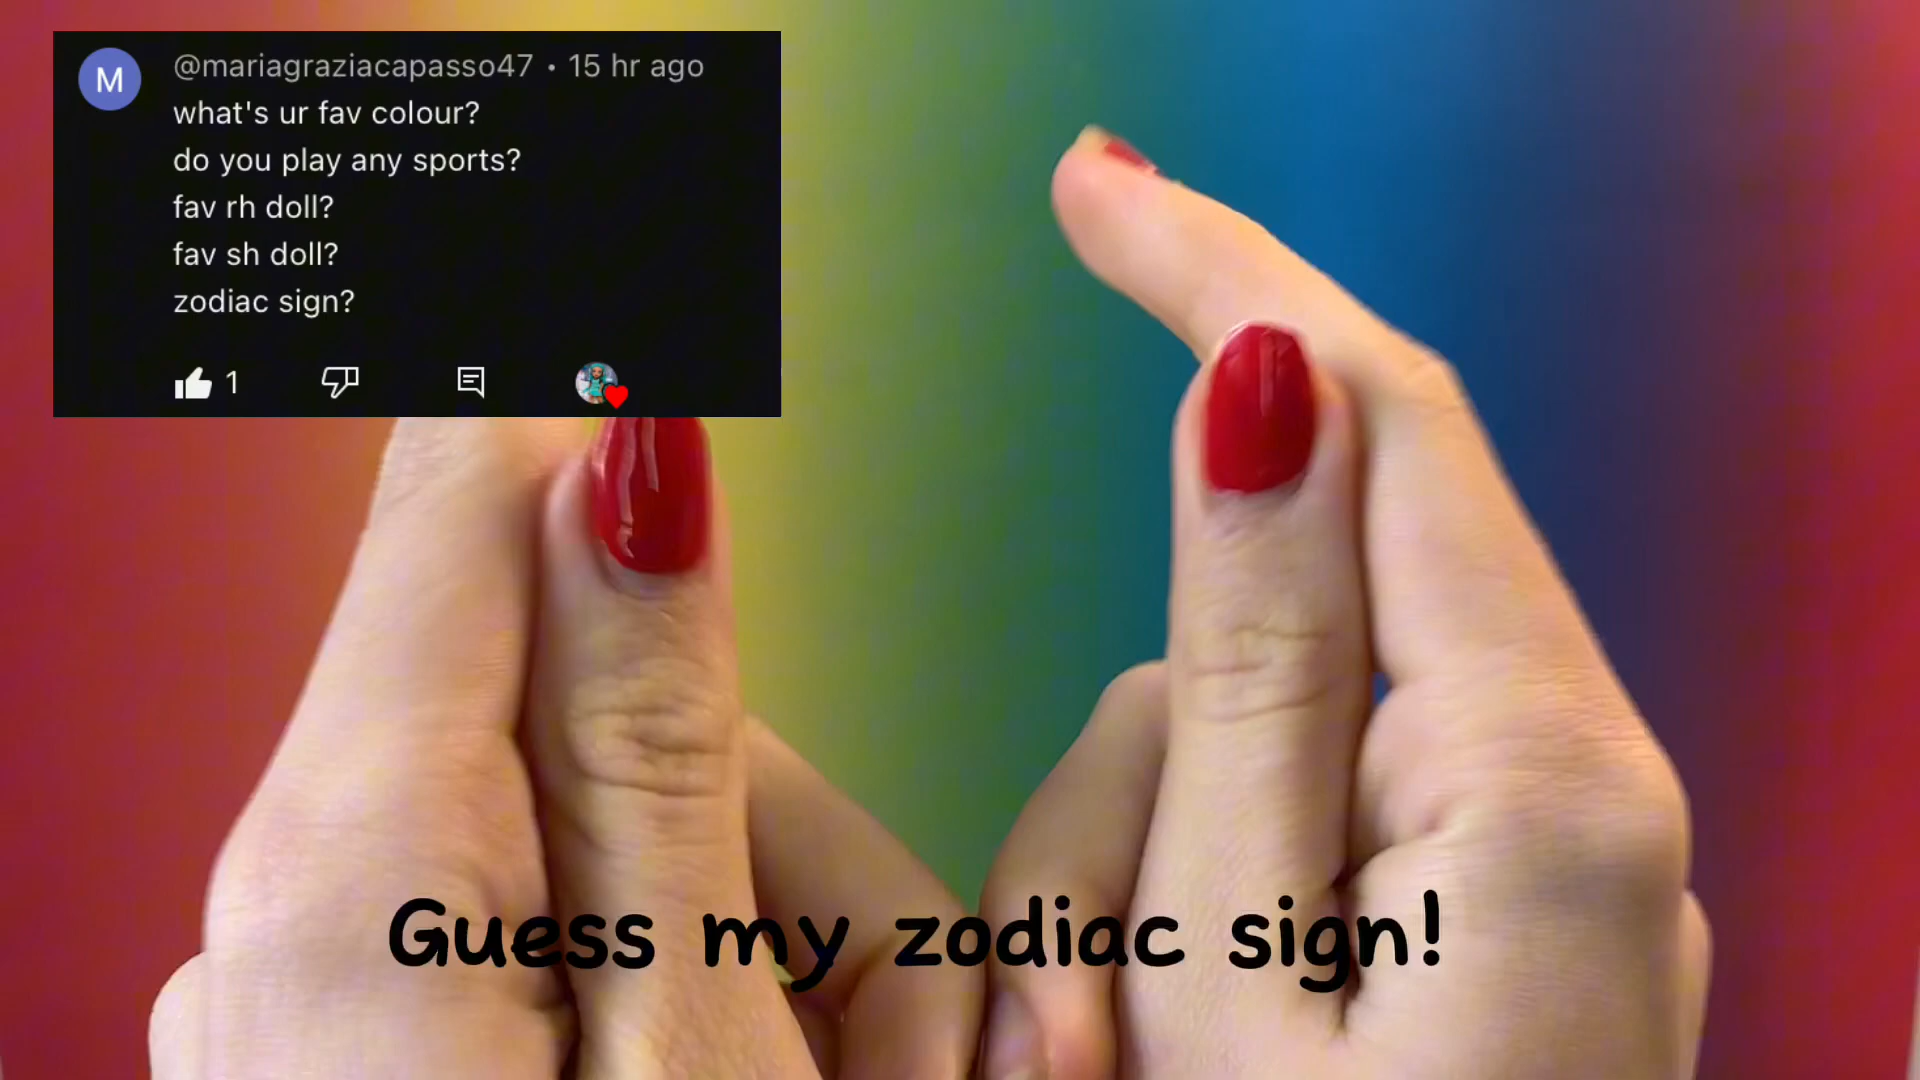 M
@mariagraziacapasso47 • 15 hr ago
what's ur fav colour?
do you play any sports?
fav rh doll?
fav sh doll?
zodiac sign?
1
Guess my zodiac sign!